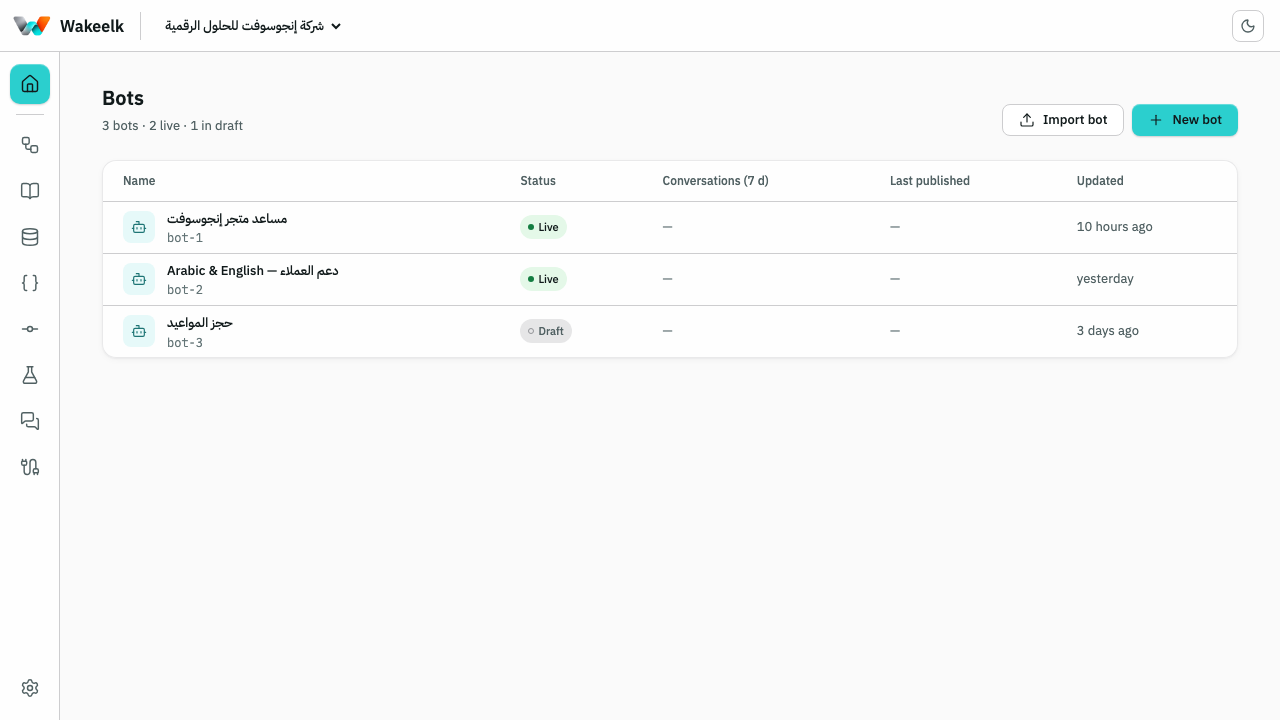 Wakeelk
شركة إنجوسوفت للحلول الرقمية
Bots
3 bots · 2 live · 1 in draft
Import bot
New bot
Name Status Conversations (7 d) Last published Updated
مساعد متجر إنجوسوفت
bot-1
Live — — 10 hours ago
دعم العملاء — Arabic & English
bot-2
Live — — yesterday
حجز المواعيد
bot-3
Draft — — 3 days ago